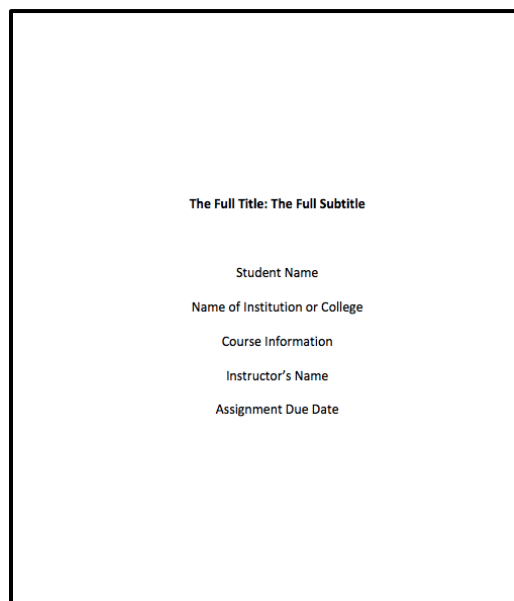 The Full Title: The Full Subtitle
Student Name
Name of Institution or College
Course Information
Instructor’s Name
Assignment Due Date